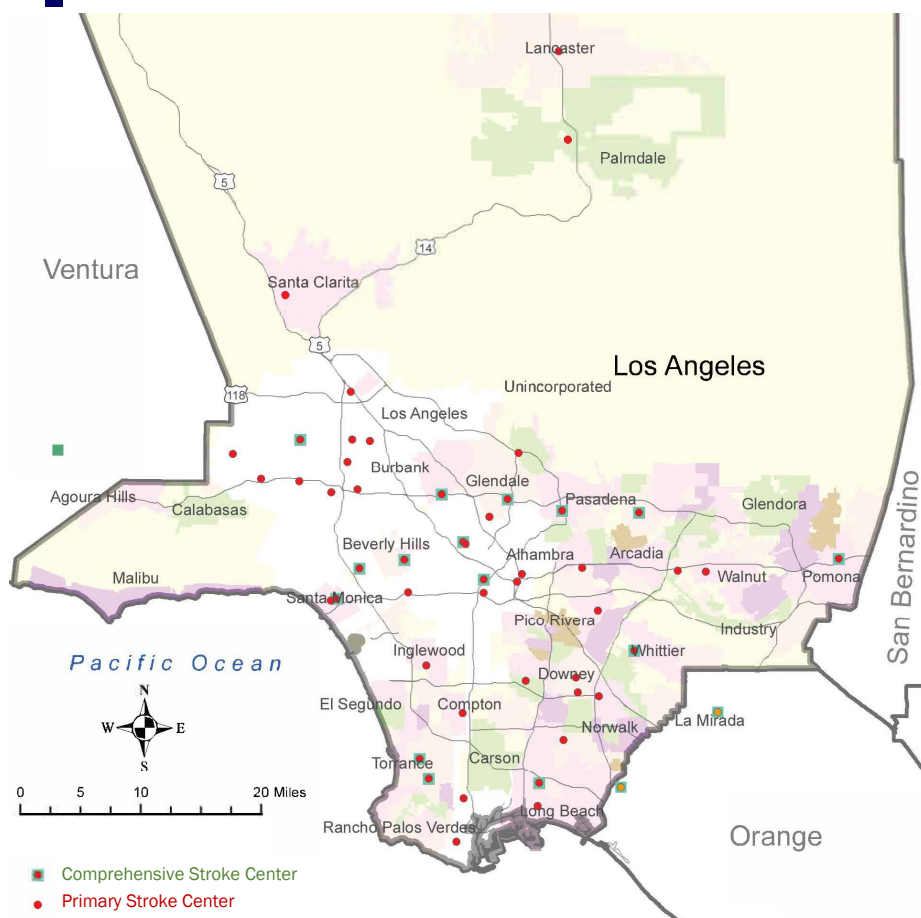 Lancaster
Palmdale
5
14
Ventura
Santa Clarita
5
Los Angeles
Unincorporated
118
Los Angeles
Burbank
Glendale
Agoura Hills
Calabasas
Pasadena
Glendora
Beverly Hills
Alhambra
Arcadia
Malibu
Walnut
Pomona
San Bernardino
Santa Monica
Pico Rivera
Industry
Pacific Ocean
Inglewood
Whittier
N
W
E
S
Downey
El Segundo
Compton
Norwalk
La Mirada
Torrance
Carson
0 5 10 20 Miles
Long Beach
Rancho Palos Verdes
Orange
Comprehensive Stroke Center
Primary Stroke Center